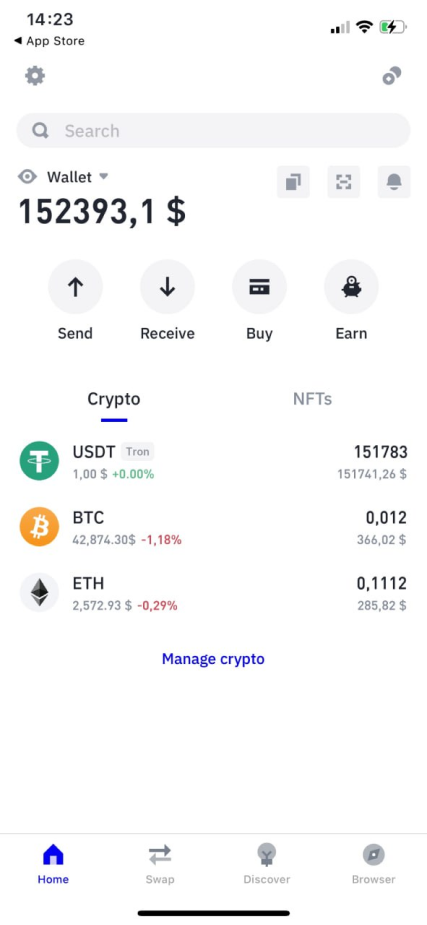 14:23
App Store
Search
Wallet
152393,1 $
Send Receive Buy Earn
Crypto NFTs
USDT Tron 151783
1,00 $ +0.00% 151741,26 $
BTC 0,012
42,874.30$ -1,18% 366,02 $
ETH 0,1112
2,572.93 $ -0,29% 285,82 $
Manage crypto
Home Swap Discover Browser